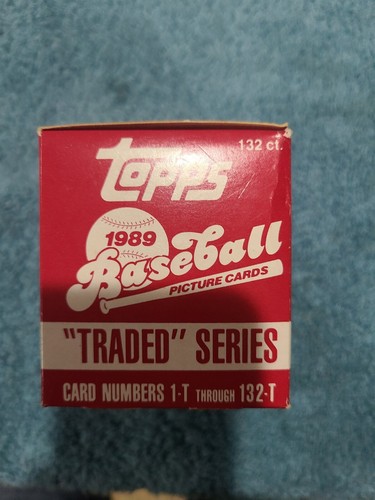 132 ct.
Topps
1989
Baseball
PICTURE CARDS
"TRADED" SERIES
CARD NUMBERS 1-T THROUGH 132-T